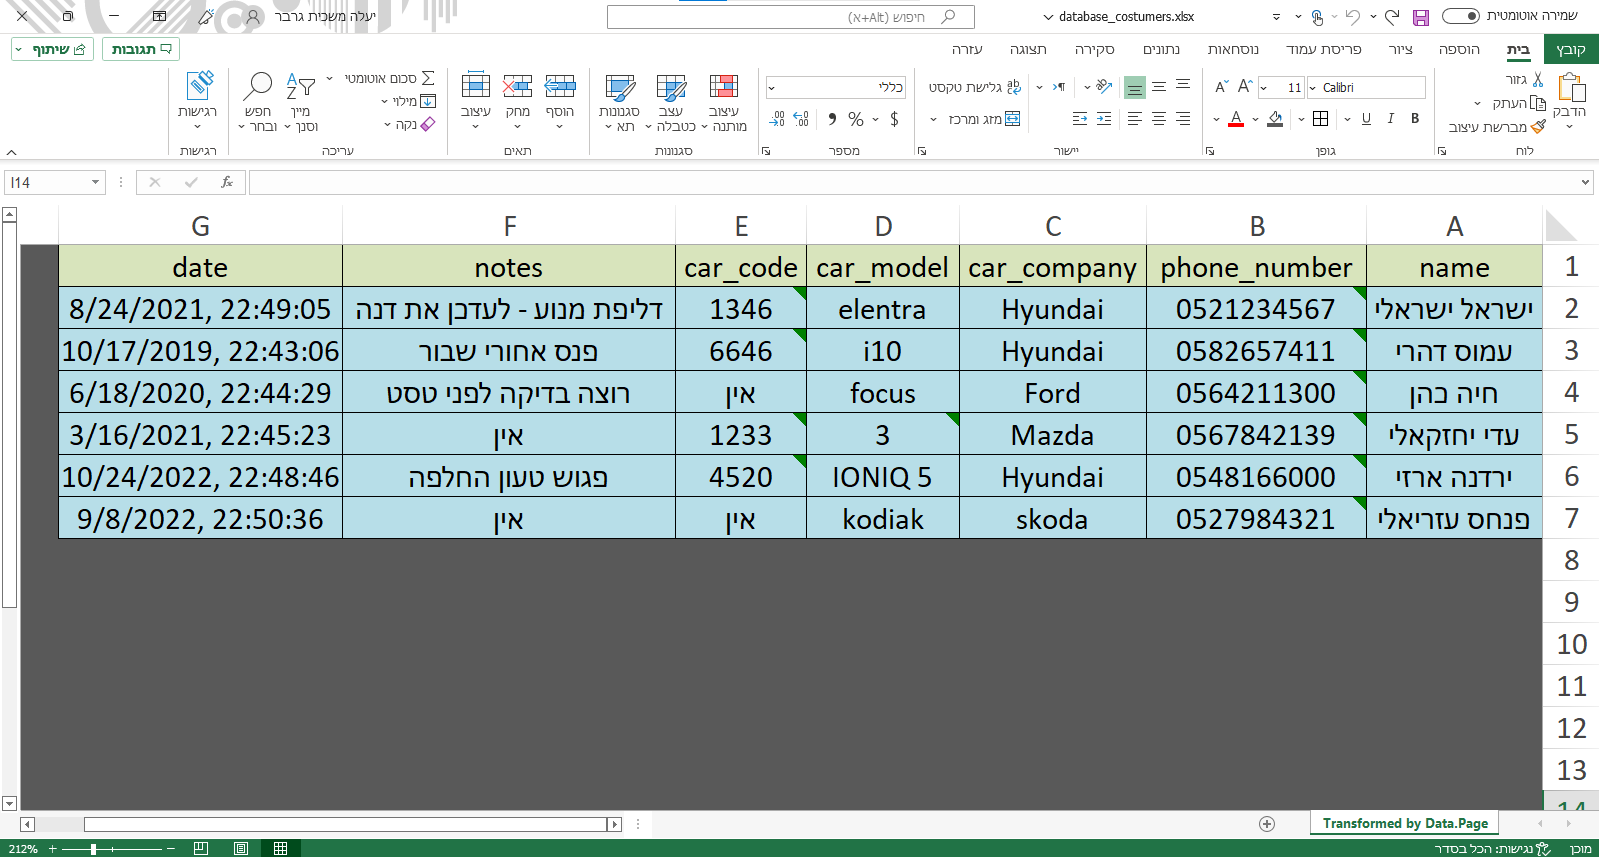 שמירה אוטומטית
database_costumers.xlsx
חיפוש (Alt+א)
יעלה משכית גרבר
קובץ בית הוספה ציור פריסת עמוד נוסחאות נתונים סקירה תצוגה עזרה
תגובות שיתוף
הדבק
גזור
העתק
מברשת עיצוב
לוח
Calibri 11
B I U
גופן
גלישת טקסט
מזג ומרכז
יישור
כללי
$ % ,
מספר
עיצוב מותנה
עצב כטבלה
סגנונות תא
סגנונות
הוסף מחק עיצוב
תאים
סכום אוטומטי
מילוי
נקה
מיין וסנן
חפש ובחר
עריכה
רגישות
רגישות
I14
fx
A B C D E F G
1 name phone_number car_company car_model car_code notes date
2 ישראל ישראלי 0521234567 Hyundai elentra 1346 דליפת מנוע - לעדכן את דנה 8/24/2021, 22:49:05
3 עמוס דהרי 0582657411 Hyundai i10 6646 פנס אחורי שבור 10/17/2019, 22:43:06
4 חיה כהן 0564211300 Ford focus אין רוצה בדיקה לפני טסט 6/18/2020, 22:44:29
5 עדי יחזקאלי 0567842139 Mazda 3 1233 אין 3/16/2021, 22:45:23
6 ירדנה ארזי 0548166000 Hyundai IONIQ 5 4520 פגוש טעון החלפה 10/24/2022, 22:48:46
7 פנחס עזריאלי 0527984321 skoda kodiak אין אין 9/8/2022, 22:50:36
8
9
10
11
12
13
14
Transformed by Data.Page
מוכן
נגישות: הכל בסדר
212%